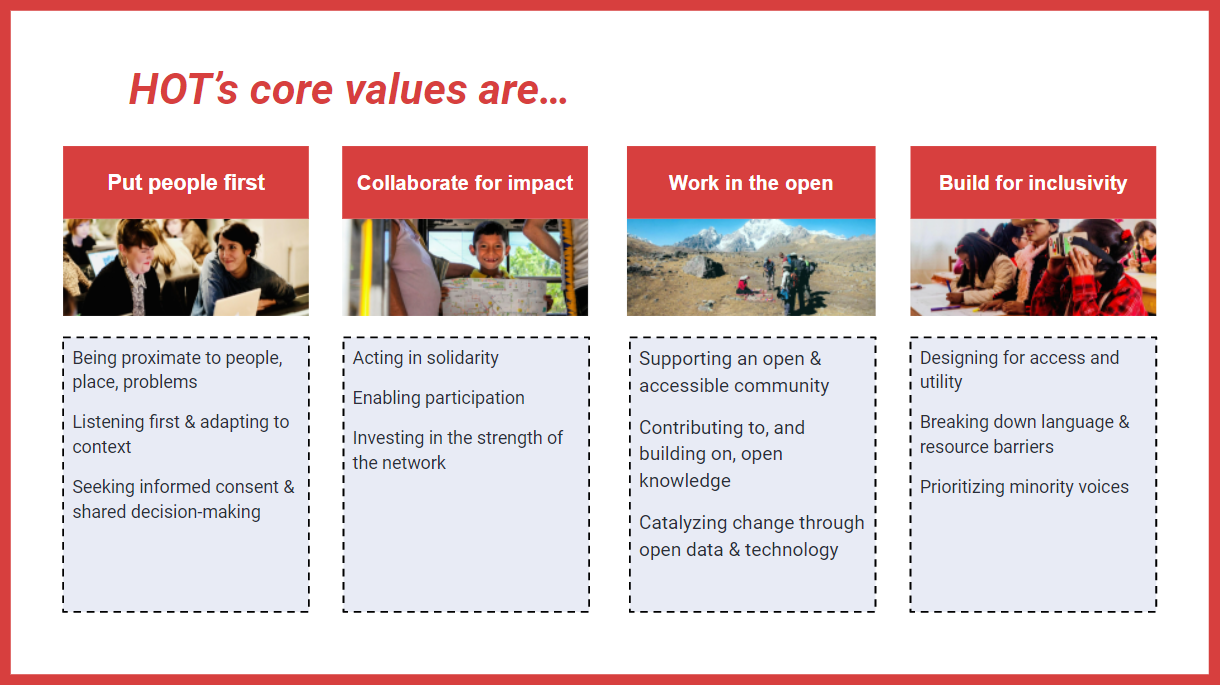 HOT’s core values are…
Put people first
Being proximate to people,
place, problems
Listening first & adapting to
context
Seeking informed consent &
shared decision-making
Collaborate for impact
Acting in solidarity
Enabling participation
Investing in the strength of
the network
Work in the open
Supporting an open &
accessible community
Contributing to, and
building on, open
knowledge
Catalyzing change through
open data & technology
Build for inclusivity
Designing for access and
utility
Breaking down language &
resource barriers
Prioritizing minority voices